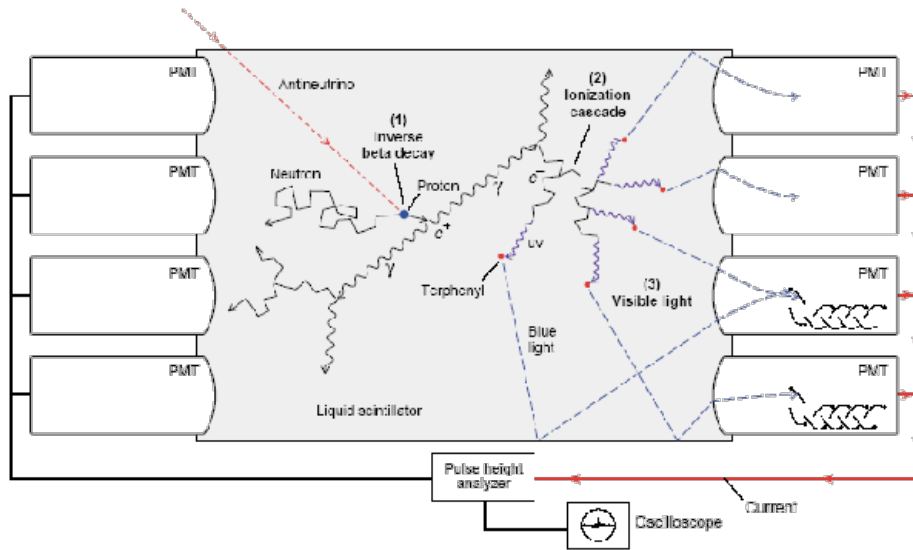 PMT
PMT
Antineutrino
(1)
Inverse
beta decay
(2)
Ionization
cascade
PMT
PMT
Neutron
Proton
γ
e−
e+
γ
uv
PMT
PMT
Terphenyl
(3)
Visible light
Blue
light
PMT
PMT
Liquid scintillator
Pulse height
analyzer
Current
Oscilloscope